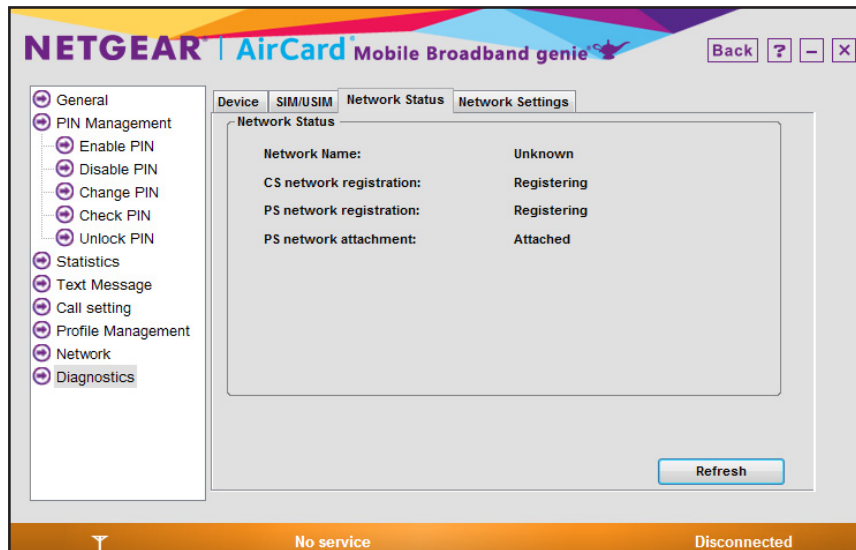 NETGEAR® | AirCard® Mobile Broadband genie®
Back ? – X
General
PIN Management
Enable PIN
Disable PIN
Change PIN
Check PIN
Unlock PIN
Statistics
Text Message
Call setting
Profile Management
Network
Diagnostics
Device SIM/USIM Network Status Network Settings
Network Status
Network Name: Unknown
CS network registration: Registering
PS network registration: Registering
PS network attachment: Attached
Refresh
No service Disconnected